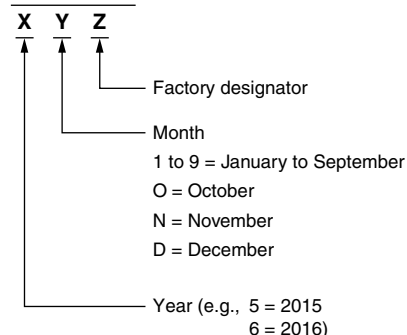 X Y Z
Factory designator
Month
1 to 9 = January to September
O = October
N = November
D = December
Year (e.g., 5 = 2015
6 = 2016)